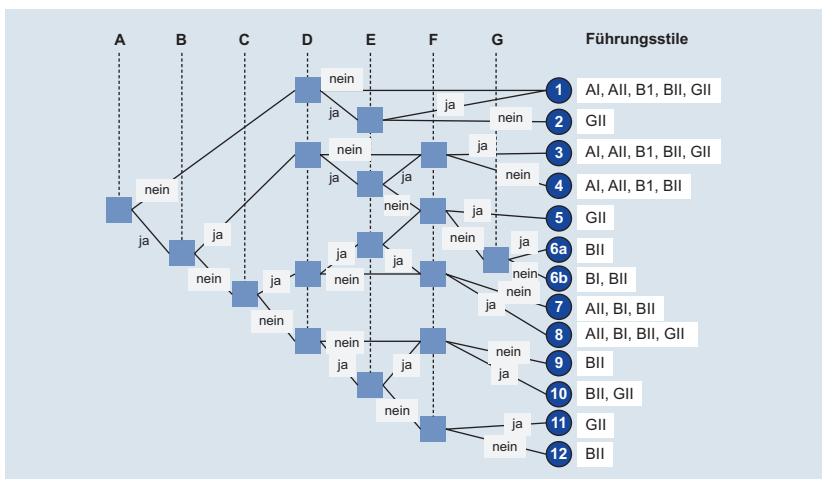 A B C D E F G Führungsstile
nein
1 AI, AII, B1, BII, GII
ja
ja
nein
2 GII
nein
ja
3 AI, AII, B1, BII, GII
ja
ja
nein
4 AI, AII, B1, BII
nein
nein
ja
5 GII
ja
ja
nein
ja
6a BII
ja
ja
nein
ja
nein
6b BI, BII
nein
nein
7 AII, BI, BII
ja
nein
8 AII, BI, BII, GII
nein
nein
9 BII
ja
ja
ja
10 BII, GII
nein
ja
11 GII
nein
12 BII